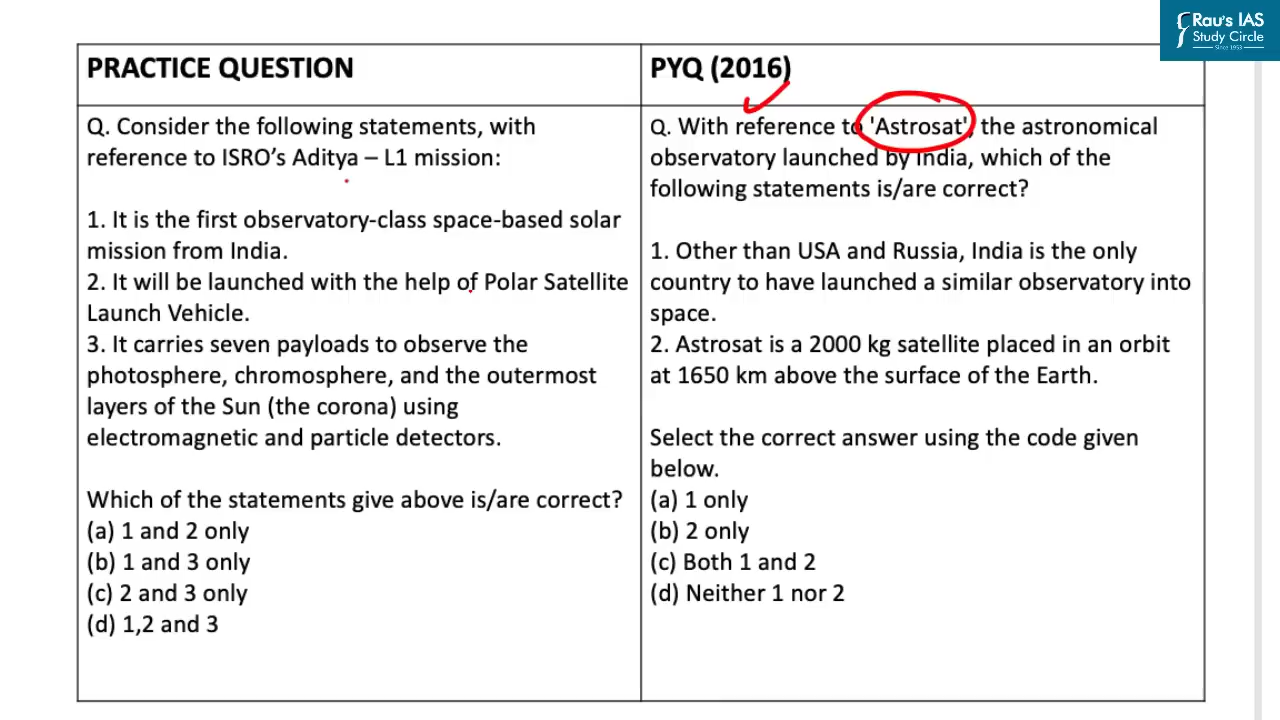 Rau's IAS
Study Circle
Since 1953
PRACTICE QUESTION
Q. Consider the following statements, with
reference to ISRO's Aditya – L1 mission:
1. It is the first observatory-class space-based solar
mission from India.
2. It will be launched with the help of Polar Satellite
Launch Vehicle.
3. It carries seven payloads to observe the
photosphere, chromosphere, and the outermost
layers of the Sun (the corona) using
electromagnetic and particle detectors.
Which of the statements give above is/are correct?
(a) 1 and 2 only
(b) 1 and 3 only
(c) 2 and 3 only
(d) 1,2 and 3
PYQ (2016)
Q. With reference to 'Astrosat', the astronomical
observatory launched by India, which of the
following statements is/are correct?
1. Other than USA and Russia, India is the only
country to have launched a similar observatory into
space.
2. Astrosat is a 2000 kg satellite placed in an orbit
at 1650 km above the surface of the Earth.
Select the correct answer using the code given
below.
(a) 1 only
(b) 2 only
(c) Both 1 and 2
(d) Neither 1 nor 2